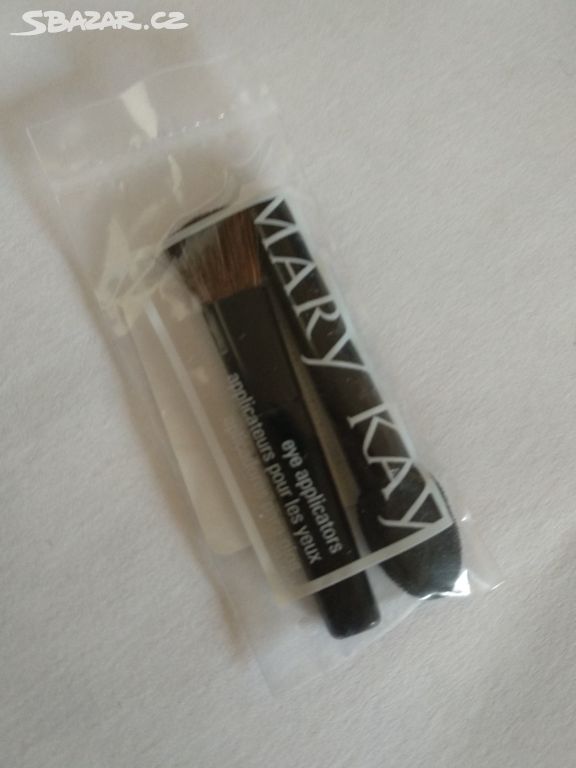 SBAZAR.CZ
MARY KAY
eye applicators
applicateurs pour les yeux